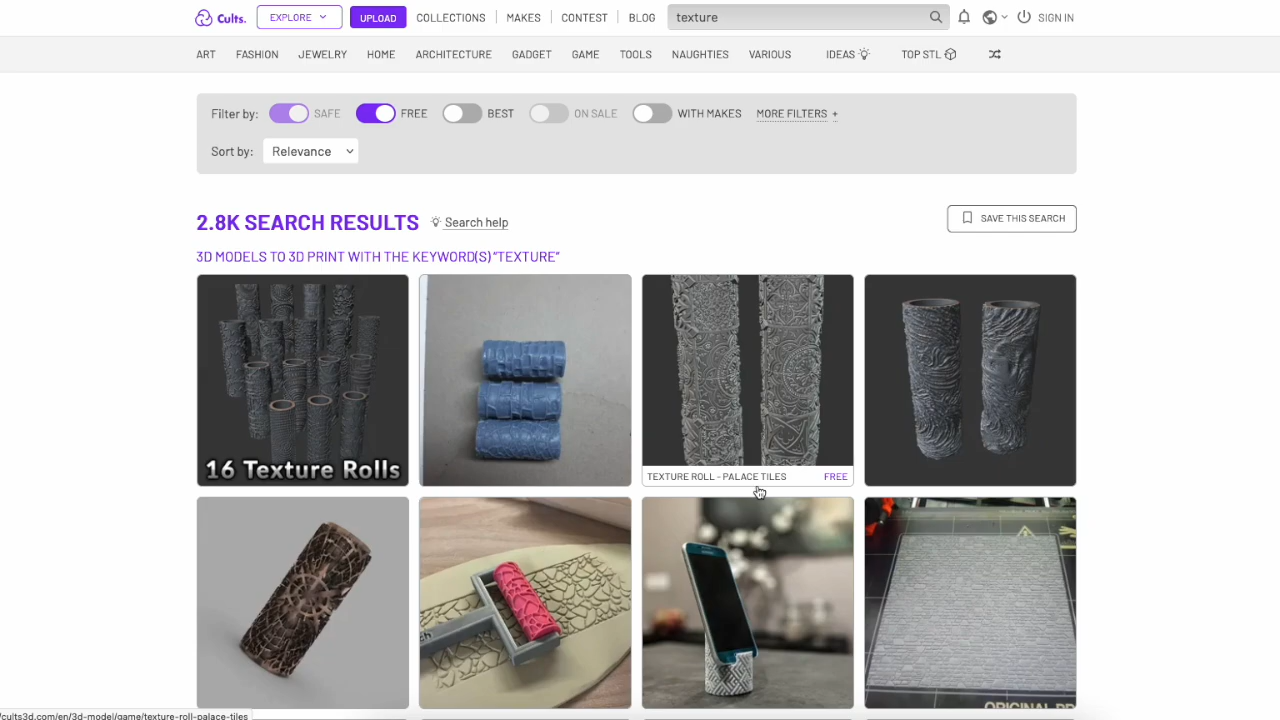 Cults.
EXPLORE
UPLOAD
COLLECTIONS
MAKES
CONTEST
BLOG
texture
SIGN IN
ART
FASHION
JEWELRY
HOME
ARCHITECTURE
GADGET
GAME
TOOLS
NAUGHTIES
VARIOUS
IDEAS
TOP STL
Filter by:
SAFE
FREE
BEST
ON SALE
WITH MAKES
MORE FILTERS +
Sort by:
Relevance
2.8K SEARCH RESULTS
Search help
SAVE THIS SEARCH
3D MODELS TO 3D PRINT WITH THE KEYWORD(S) "TEXTURE"
16 Texture Rolls
TEXTURE ROLL - PALACE TILES
FREE
/cults3d.com/en/3d-model/game/texture-roll-palace-tiles